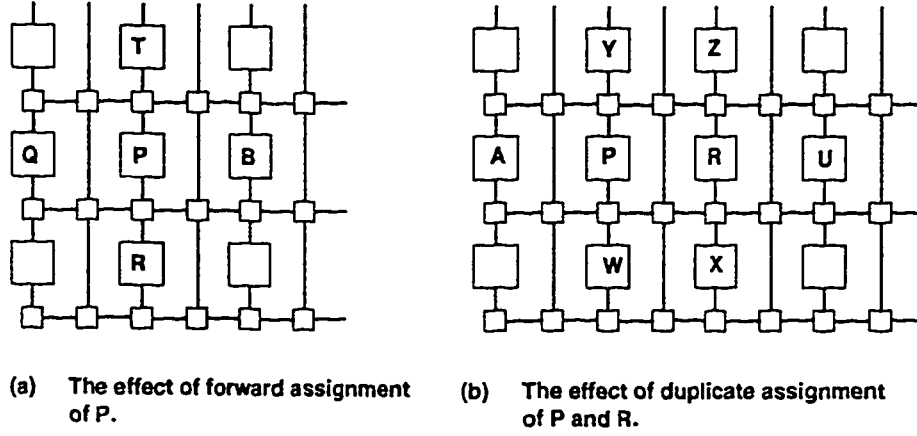 T
Y
Z
Q
P
B
A
P
R
U
R
W
X
(a) The effect of forward assignment
of P.
(b) The effect of duplicate assignment
of P and R.